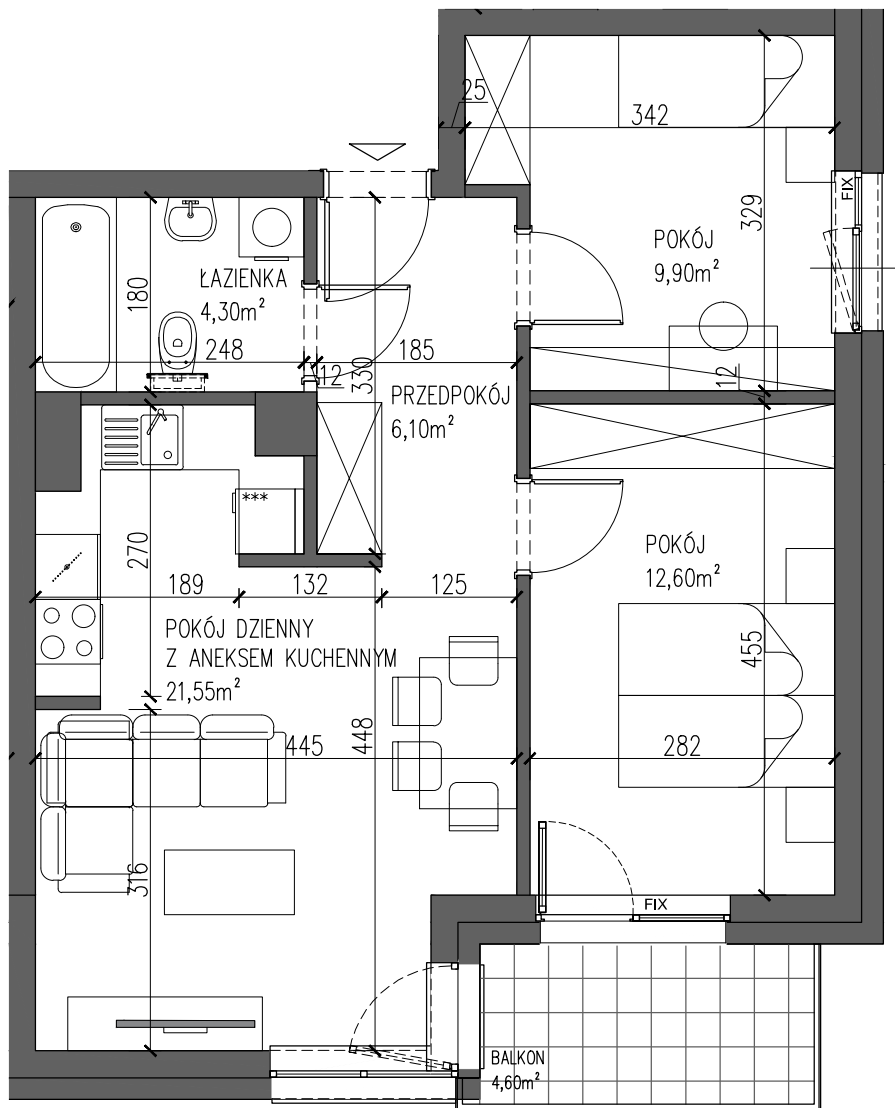 25
342
FIX
329
POKÓJ
9,90m²
ŁAZIENKA
4,30m²
180
248
185
12
330
12
PRZEDPOKÓJ
6,10m²
***
270
POKÓJ
12,60m²
189
132
125
POKÓJ DZIENNY
Z ANEKSEM KUCHENNYM
21,55m²
455
448
445
282
316
FIX
BALKON
4,60m²